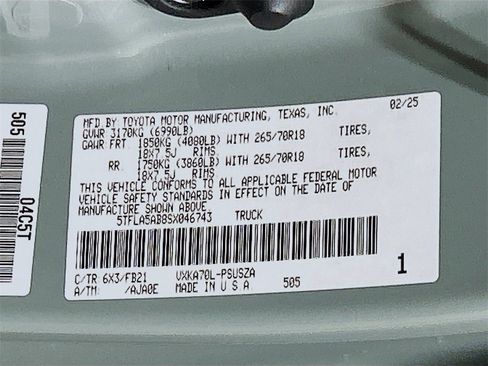 MFD BY TOYOTA MOTOR MANUFACTURING, TEXAS, INC. 02/25
GVWR 3170KG (6990LB)
GAWR FRT 1850KG (4080LB) WITH 265/70R18 TIRES,
18X7.5J RIMS
RR 1750KG (3860LB) WITH 265/70R18 TIRES,
18X7.5J RIMS
THIS VEHICLE CONFORMS TO ALL APPLICABLE FEDERAL MOTOR
VEHICLE SAFETY STANDARDS IN EFFECT ON THE DATE OF
MANUFACTURE SHOWN ABOVE.
5TFLA5AB8SX046743 TRUCK
C/TR: 6X3/FB21 VXKA70L-PSUSZA
A/TM: /AJA0E MADE IN U S A 505
1
505 04C5T